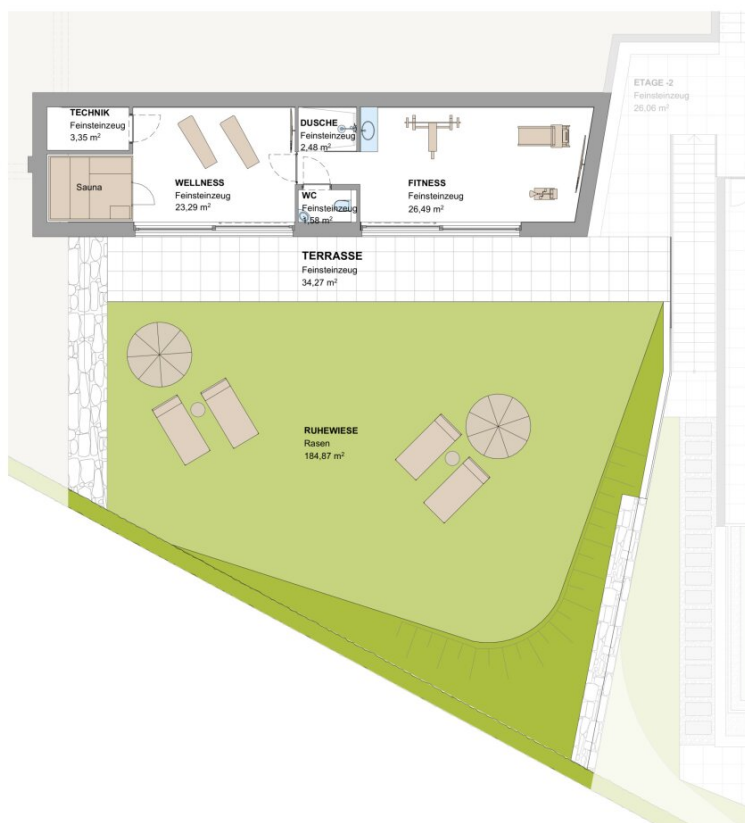 ETAGE -2
Feinsteinzeug
26,06 m²
TECHNIK
Feinsteinzeug
3,35 m²
Sauna
WELLNESS
Feinsteinzeug
23,29 m²
DUSCHE
Feinsteinzeug
2,48 m²
WC
Feinsteinzeug
1,58 m²
FITNESS
Feinsteinzeug
26,49 m²
TERRASSE
Feinsteinzeug
34,27 m²
RUHEWIESE
Rasen
184,87 m²